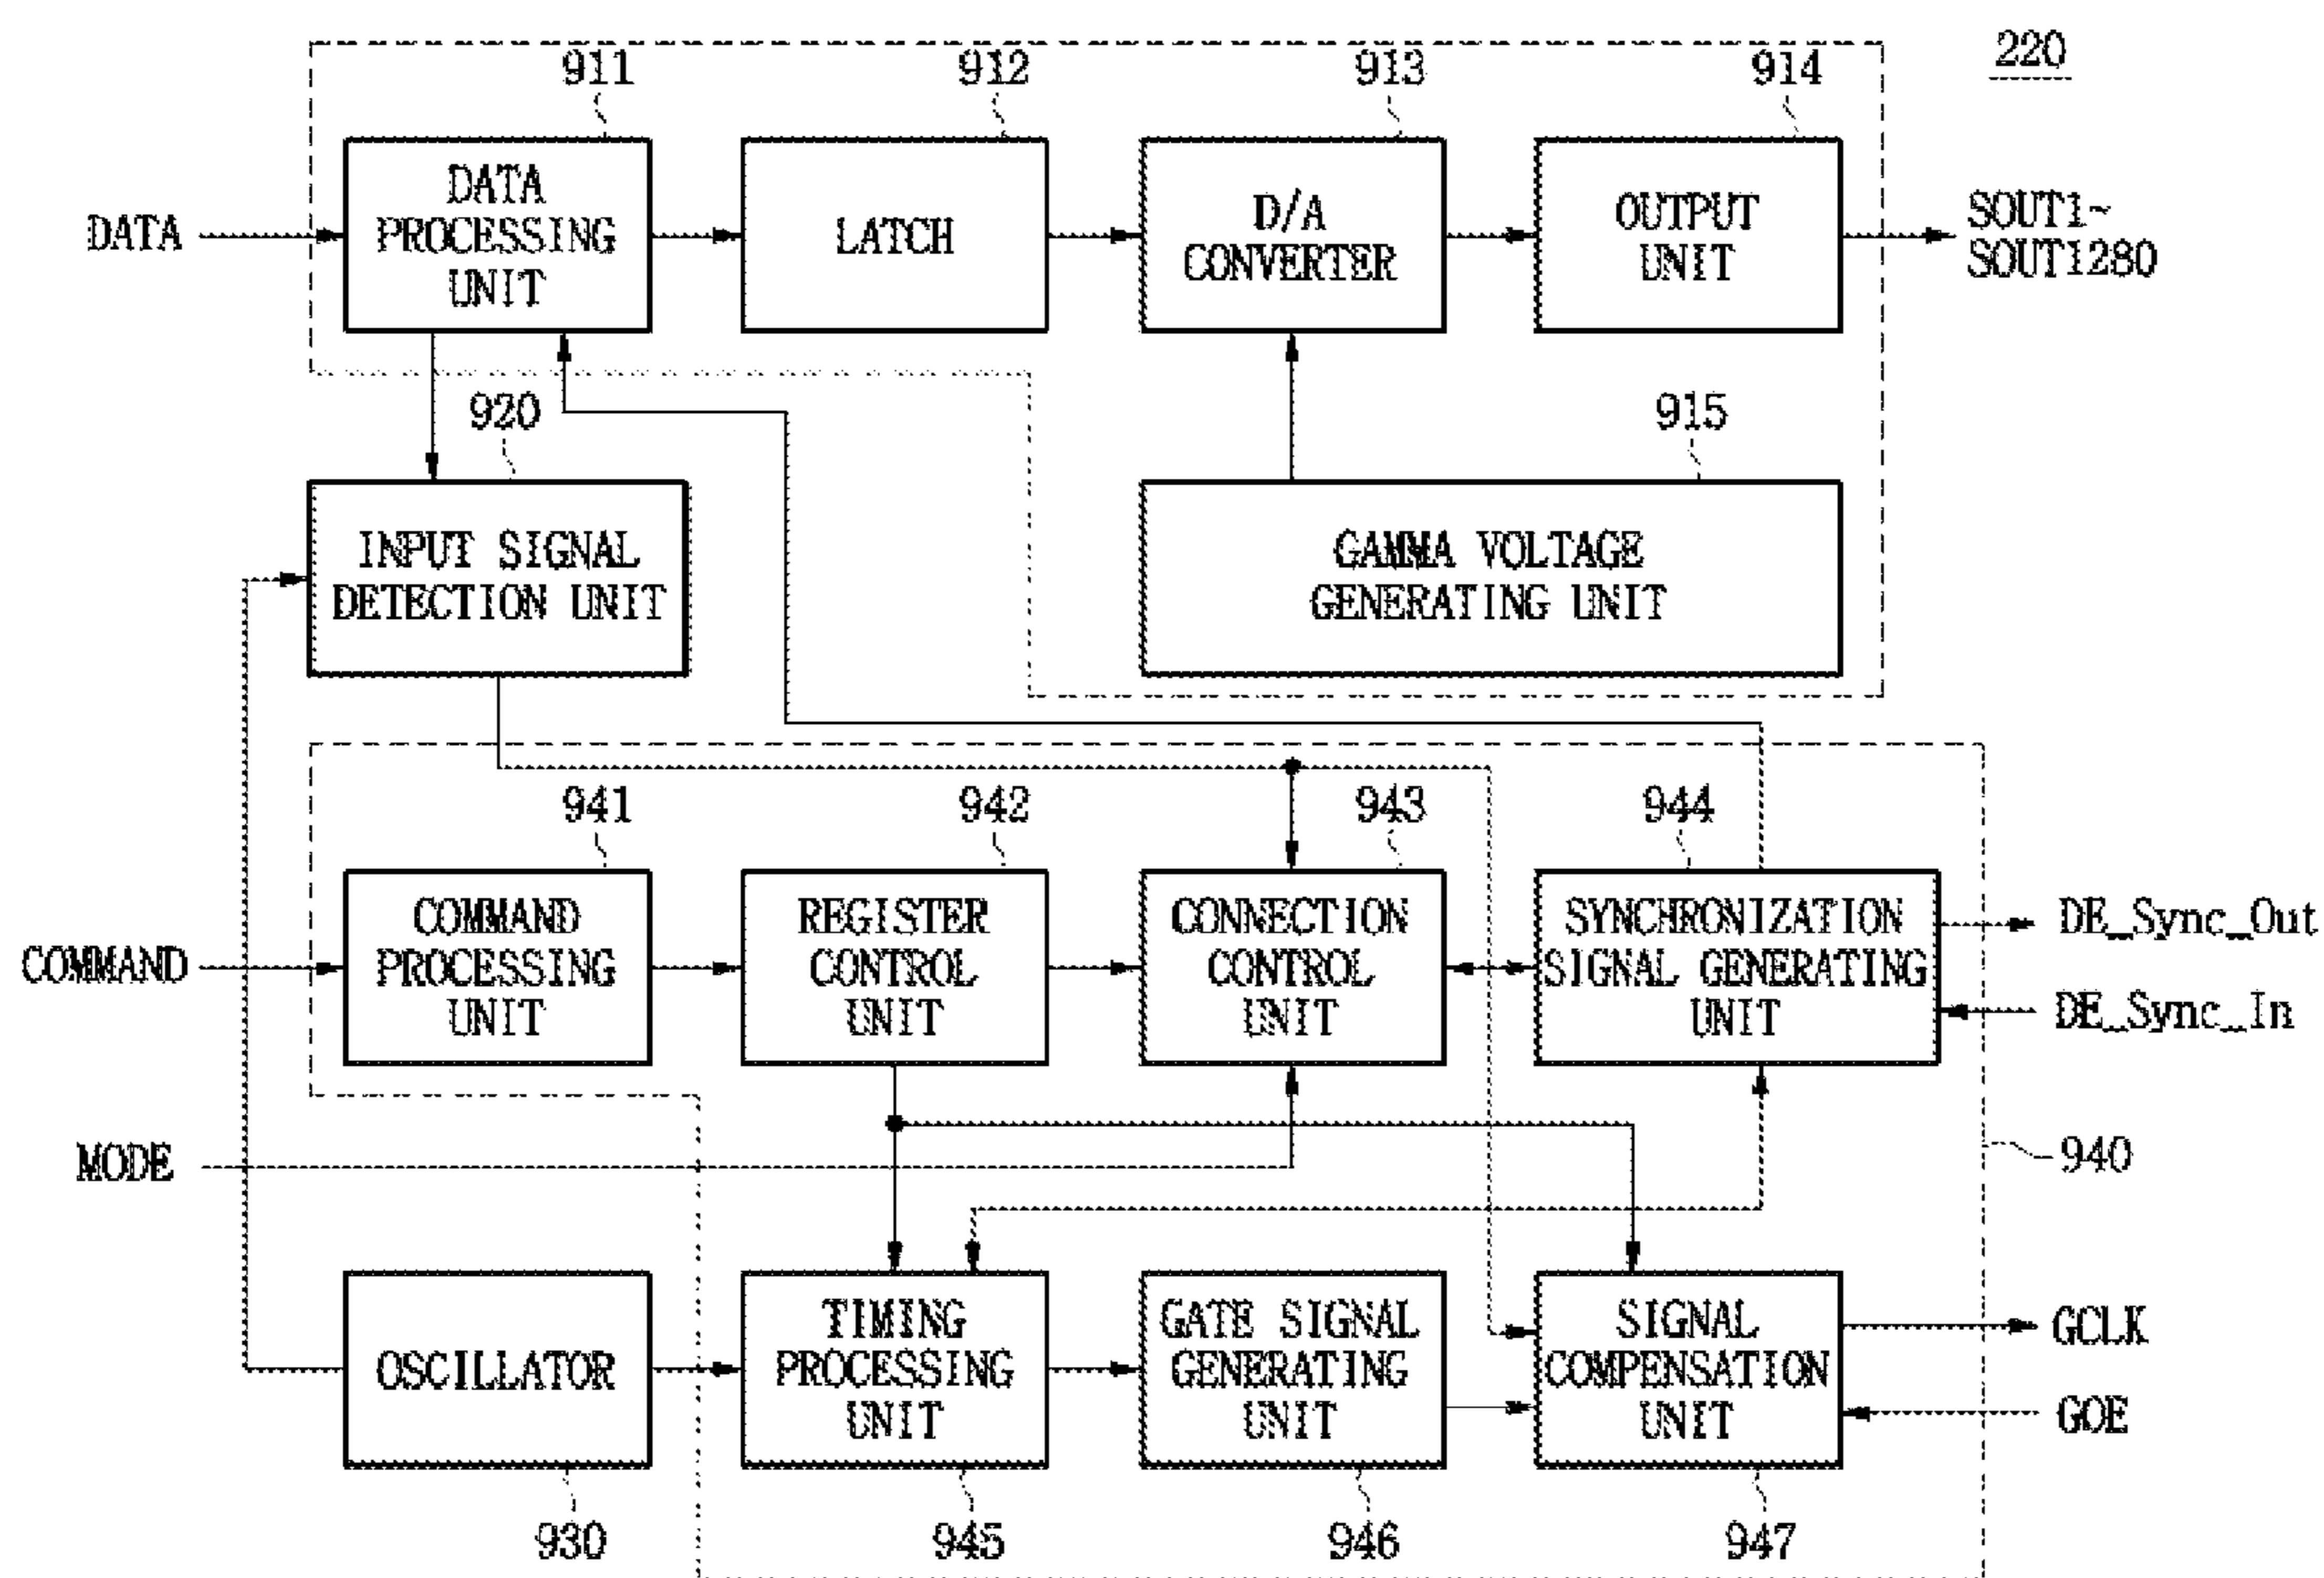 220
911
912
913
914
DATA
DATA
PROCESSING
UNIT
LATCH
D/A
CONVERTER
OUTPUT
UNIT
SOUT1~
SOUT1280
920
915
INPUT SIGNAL
DETECTION UNIT
GAMMA VOLTAGE
GENERATING UNIT
941
942
943
944
COMMAND
COMMAND
PROCESSING
UNIT
REGISTER
CONTROL
UNIT
CONNECTION
CONTROL
UNIT
SYNCHRONIZATION
SIGNAL GENERATING
UNIT
DE_Sync_Out
DE_Sync_In
MODE
940
OSCILLATOR
TIMING
PROCESSING
UNIT
GATE SIGNAL
GENERATING
UNIT
SIGNAL
COMPENSATION
UNIT
GCLK
GOE
930
945
946
947